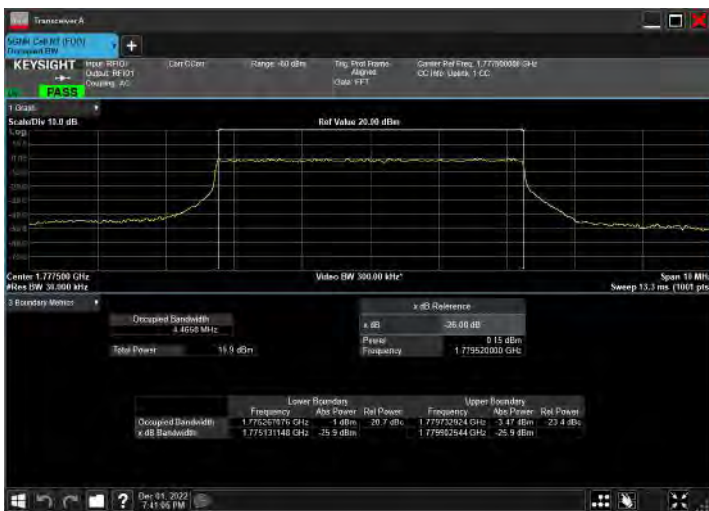 Transceiver A
5GNR Cell RT (FDD)
Occupied BW
+
KEYSIGHT Input: RFIO1 Corr CCorr Range: -60 dBm Trig: Prot Frame- Center Ref Freq: 1.777500000 GHz
Output: RFIO1 Aligned CC Info: Uplink, 1 CC
Coupling: AC Gate: FFT
PASS
1 Graph
Scale/Div 10.0 dB Ref Value 20.00 dBm
Log
Center 1.777500 GHz Video BW 300.00 kHz* Span 10 MHz
#Res BW 30.000 kHz Sweep 13.3 ms (1001 pts
3 Boundary Metrics
x dB Reference
Occupied Bandwidth
4.4658 MHz
x dB -26.00 dB
Total Power 19.9 dBm
Power 0.15 dBm
Frequency 1.779520000 GHz
Lower Boundary Upper Boundary
Frequency Abs Power Rel Power Frequency Abs Power Rel Power
Occupied Bandwidth 1.775267076 GHz -1 dBm -20.7 dBc 1.779732924 GHz -3.47 dBm -23.4 dBc
x dB Bandwidth 1.775131148 GHz -25.9 dBm 1.779902544 GHz -25.9 dBm
? Dec 01, 2022
7:41:05 PM